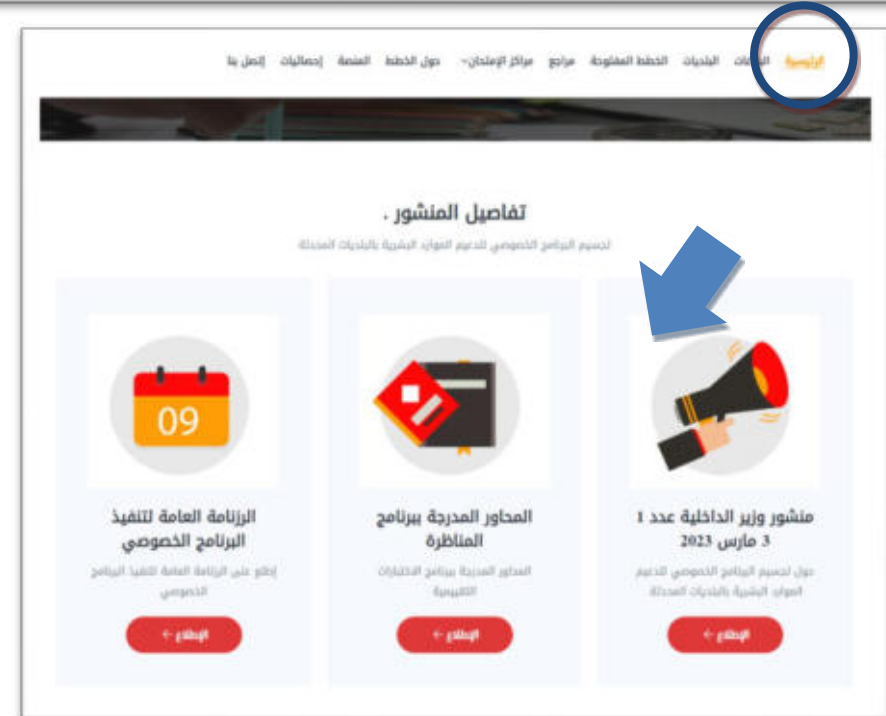 الرئيسية البلديات الخطط المفتوحة مراجع مراكز الإمتحان حول الخطط المنصة إحصائيات إتصل بنا
تفاصيل المنشور .
لتجسيم البرنامج الخصوصي لتدعيم الموارد البشرية بالبلديات المحدثة
منشور وزير الداخلية عدد 1
3 مارس 2023
حول تجسيم البرنامج الخصوصي لتدعيم
الموارد البشرية بالبلديات المحدثة
الإطلاع ←
المحاور المدرجة ببرنامج
المناظرة
المحاور المدرجة ببرنامج الاختبارات
التقييمية
الإطلاع ←
09
الرزنامة العامة لتنفيذ
البرنامج الخصوصي
إطلع على الرزنامة العامة لتنفيذ البرنامج
الخصوصي
الإطلاع ←